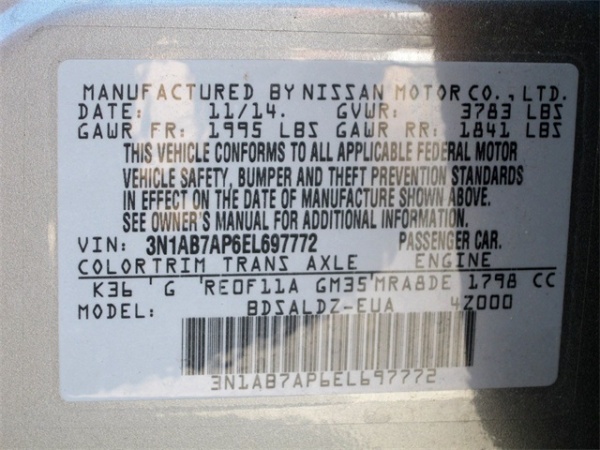 MANUFACTURED BY NISSAN MOTOR CO., LTD.
DATE: 11/14. GVWR: 3783 LBS
GAWR FR: 1995 LBS GAWR RR: 1841 LBS
THIS VEHICLE CONFORMS TO ALL APPLICABLE FEDERAL MOTOR
VEHICLE SAFETY, BUMPER AND THEFT PREVENTION STANDARDS
IN EFFECT ON THE DATE OF MANUFACTURE SHOWN ABOVE.
SEE OWNER'S MANUAL FOR ADDITIONAL INFORMATION.
VIN: 3N1AB7AP6EL697772 PASSENGER CAR.
COLOR TRIM TRANS AXLE ENGINE
K36 'G 'RE0F11A GM35'MRA8DE 1798 CC
MODEL: BDSALDZ-EUA 4Z000
3N1AB7AP6EL697772